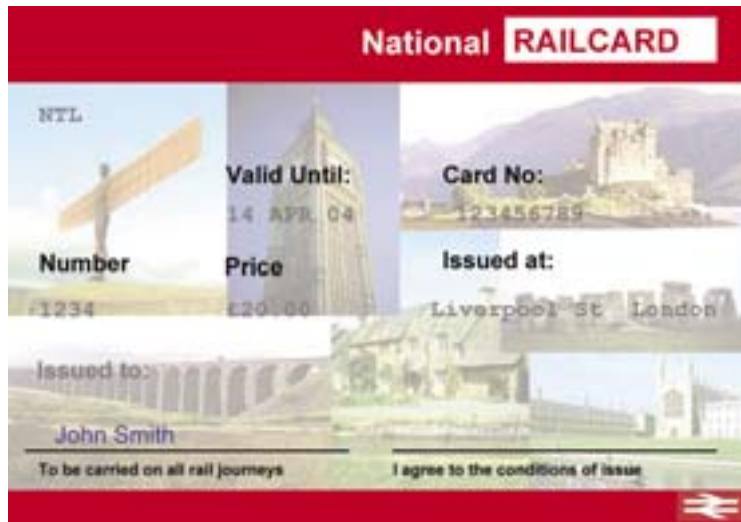 National RAILCARD
NTL
Valid Until: Card No:
14 APR 04 123456789
Number Price Issued at:
1234 £20.00 Liverpool St London
Issued to:
John Smith
To be carried on all rail journeys I agree to the conditions of issue